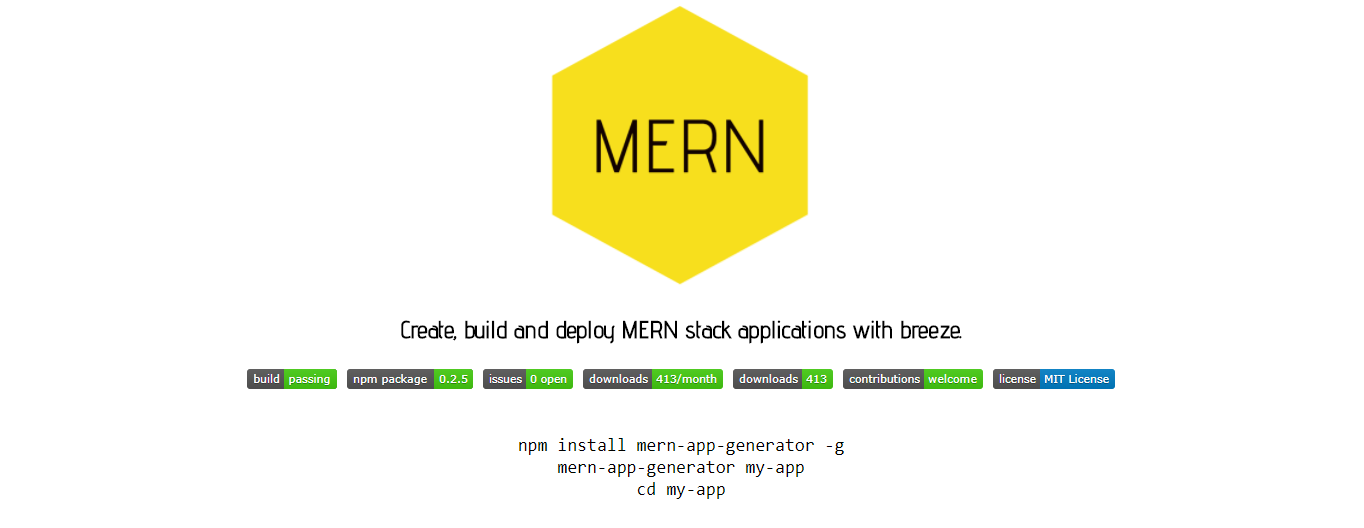 MERN
Create, build and deploy MERN stack applications with breeze.
build passing npm package 0.2.5 issues 0 open downloads 413/month downloads 413 contributions welcome license MIT License
npm install mern-app-generator -g
mern-app-generator my-app
cd my-app